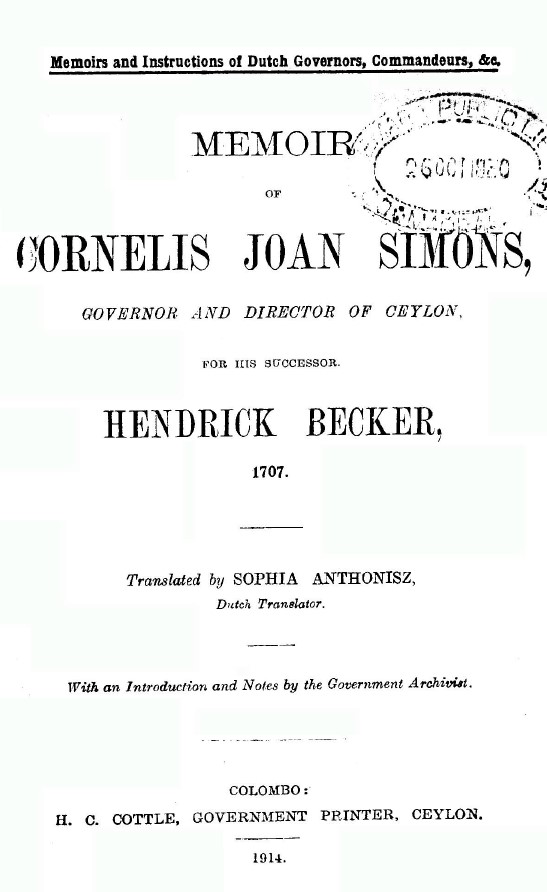 Memoirs and Instructions of Dutch Governors, Commandeurs, &c.
MEMOIR
OF
CORNELIS JOAN SIMONS,
GOVERNOR AND DIRECTOR OF CEYLON,
FOR HIS SUCCESSOR.
HENDRICK BECKER,
1707.
Translated by SOPHIA ANTHONISZ,
Dutch Translator.
With an Introduction and Notes by the Government Archivist.
COLOMBO:
H. C. COTTLE, GOVERNMENT PRINTER, CEYLON.
1914.
PUBLIC